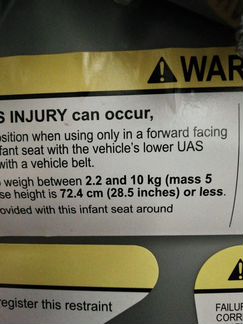 WAR
S INJURY can occur,
osition when using only in a forward facing
fant seat with the vehicle's lower UAS
with a vehicle belt.
o weigh between 2.2 and 10 kg (mass 5
se height is 72.4 cm (28.5 inches) or less.
rovided with this infant seat around
register this restraint
FAILUR
CORR